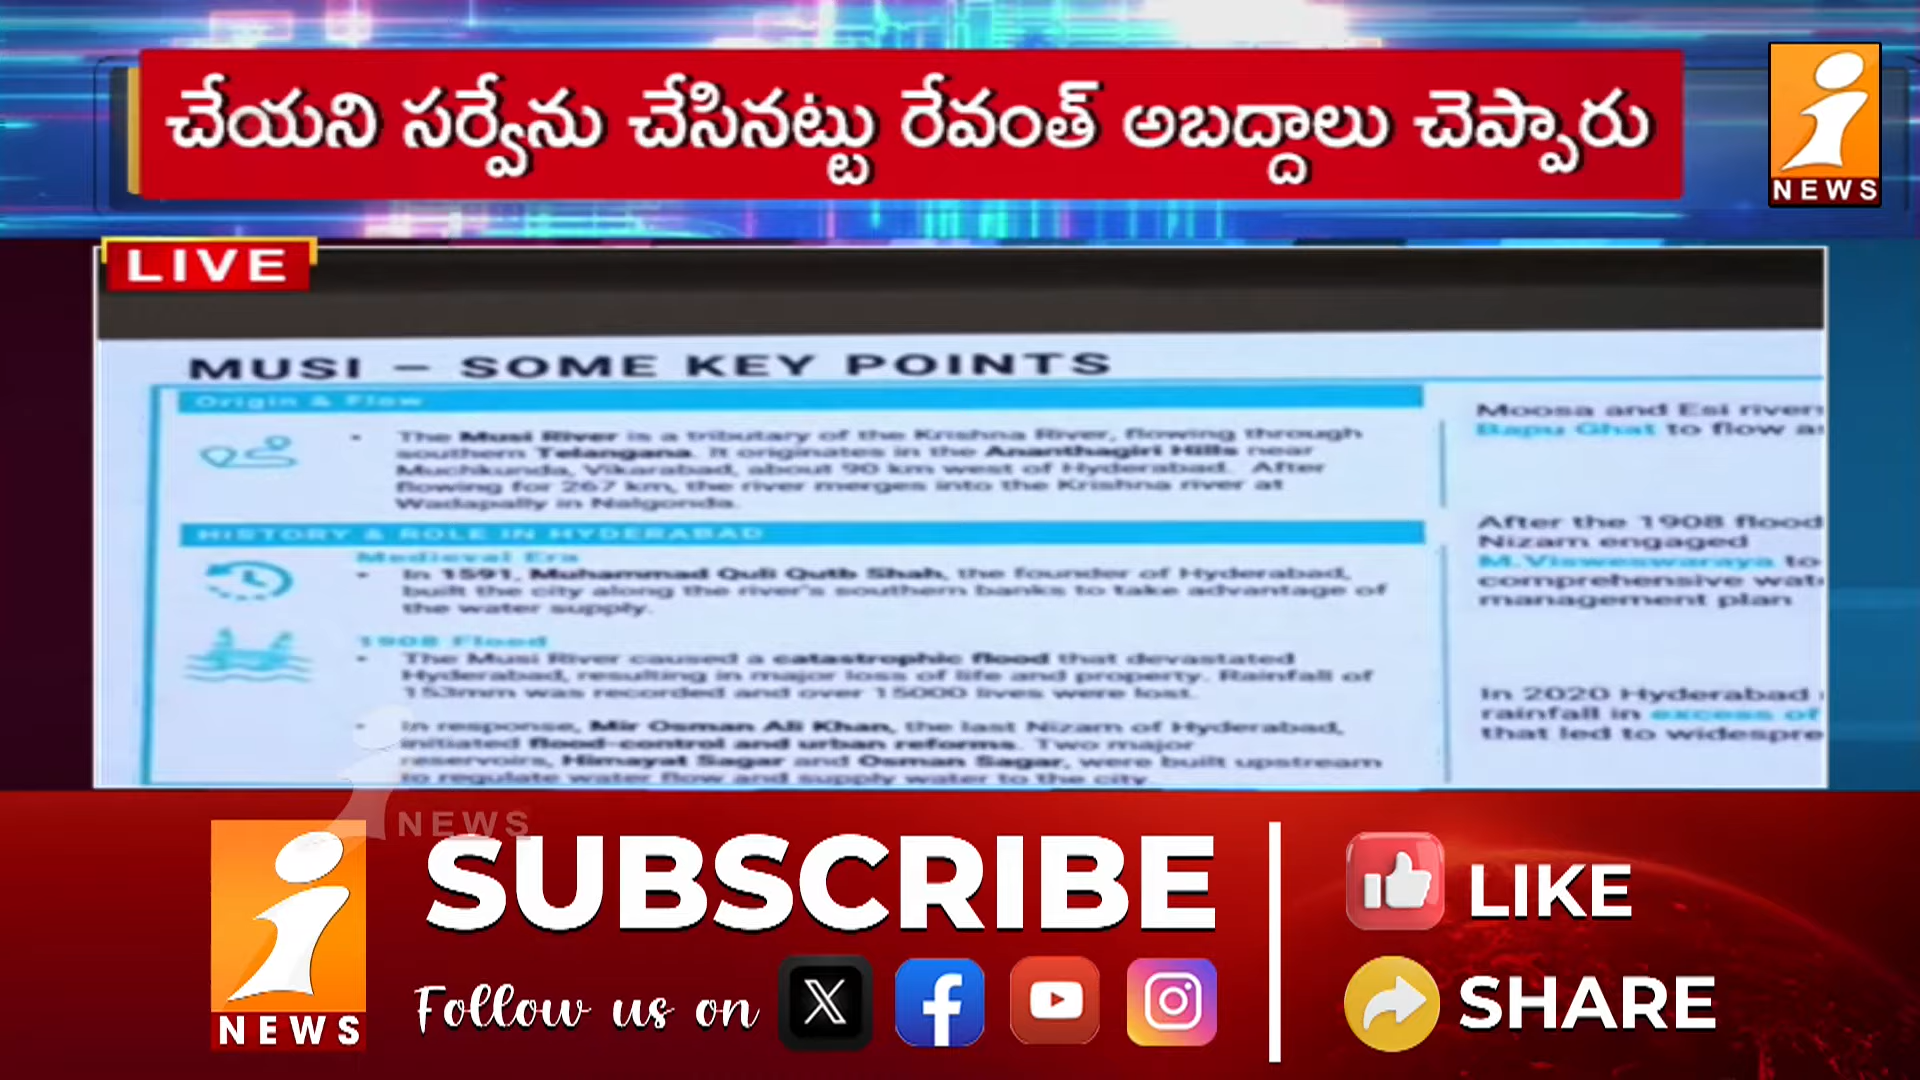 చేయని సర్వేను చేసినట్టు రేవంత్ అబద్దాలు చెప్పారు
NEWS
LIVE
MUSI – SOME KEY POINTS
Origin & Flow
• The Musi River is a tributary of the Krishna River, flowing through
southern Telangana. It originates in the Ananthagiri Hills near
Muchkunda, Vikarabad, about 90 km west of Hyderabad. After
flowing for 267 km, the river merges into the Krishna river at
Wadapally in Nalgonda.
HISTORY & ROLE IN HYDERABAD
Medieval Era
• In 1591, Muhammad Quli Qutb Shah, the founder of Hyderabad,
built the city along the river's southern banks to take advantage of
the water supply.
1908 Flood
• The Musi River caused a catastrophic flood that devastated
Hyderabad, resulting in major loss of life and property. Rainfall of
153mm was recorded and over 15000 lives were lost.
• In response, Mir Osman Ali Khan, the last Nizam of Hyderabad,
initiated flood-control and urban reforms. Two major
reservoirs, Himayat Sagar and Osman Sagar, were built upstream
to regulate water flow and supply water to the city.
Moosa and Esi rivers
Bapu Ghat to flow as
After the 1908 flood
Nizam engaged
M.Visweswaraya to
comprehensive wat
management plan
In 2020 Hyderabad
rainfall in excess of
that led to widespre
NEWS
NEWS
SUBSCRIBE
Follow us on
LIKE
SHARE